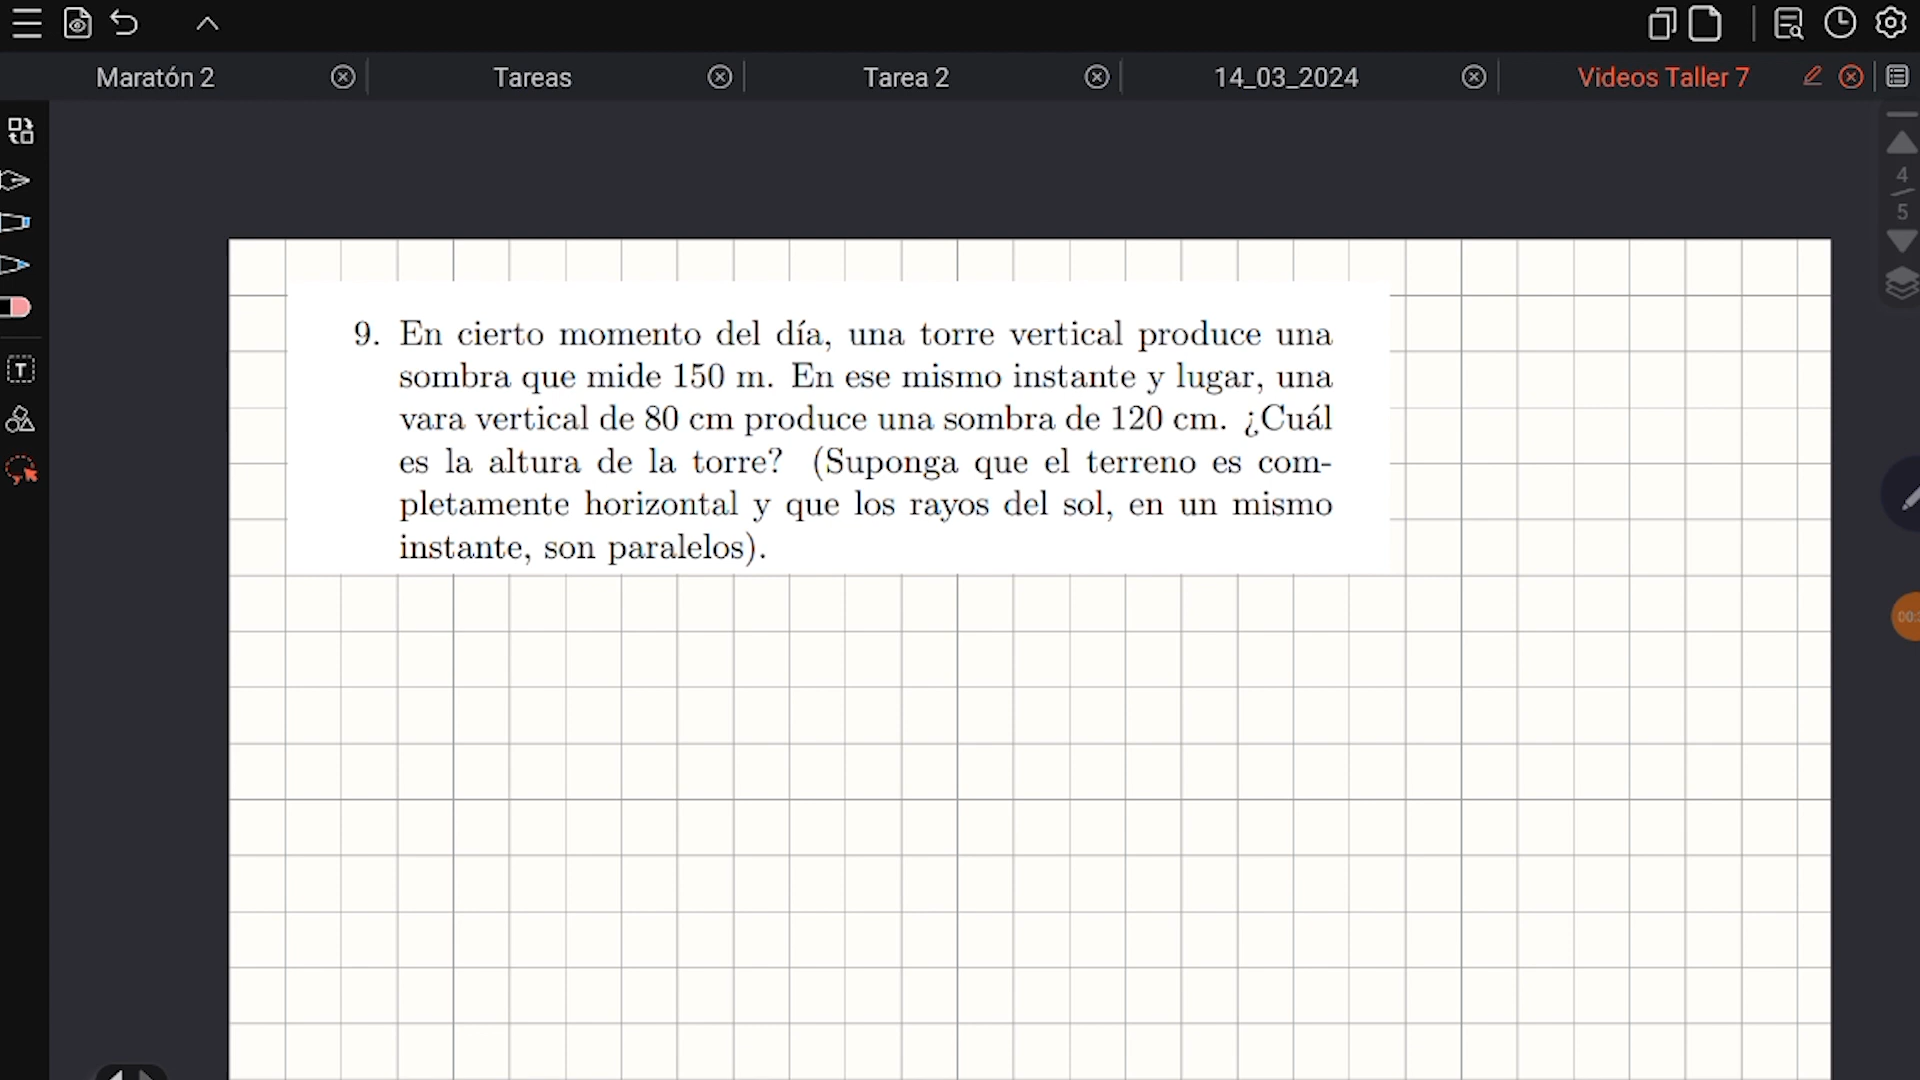 Maratón 2
Tareas
Tarea 2
14_03_2024
Videos Taller 7
4
5
T
9. En cierto momento del día, una torre vertical produce una
sombra que mide 150 m. En ese mismo instante y lugar, una
vara vertical de 80 cm produce una sombra de 120 cm. ¿Cuál
es la altura de la torre? (Suponga que el terreno es com-
pletamente horizontal y que los rayos del sol, en un mismo
instante, son paralelos).